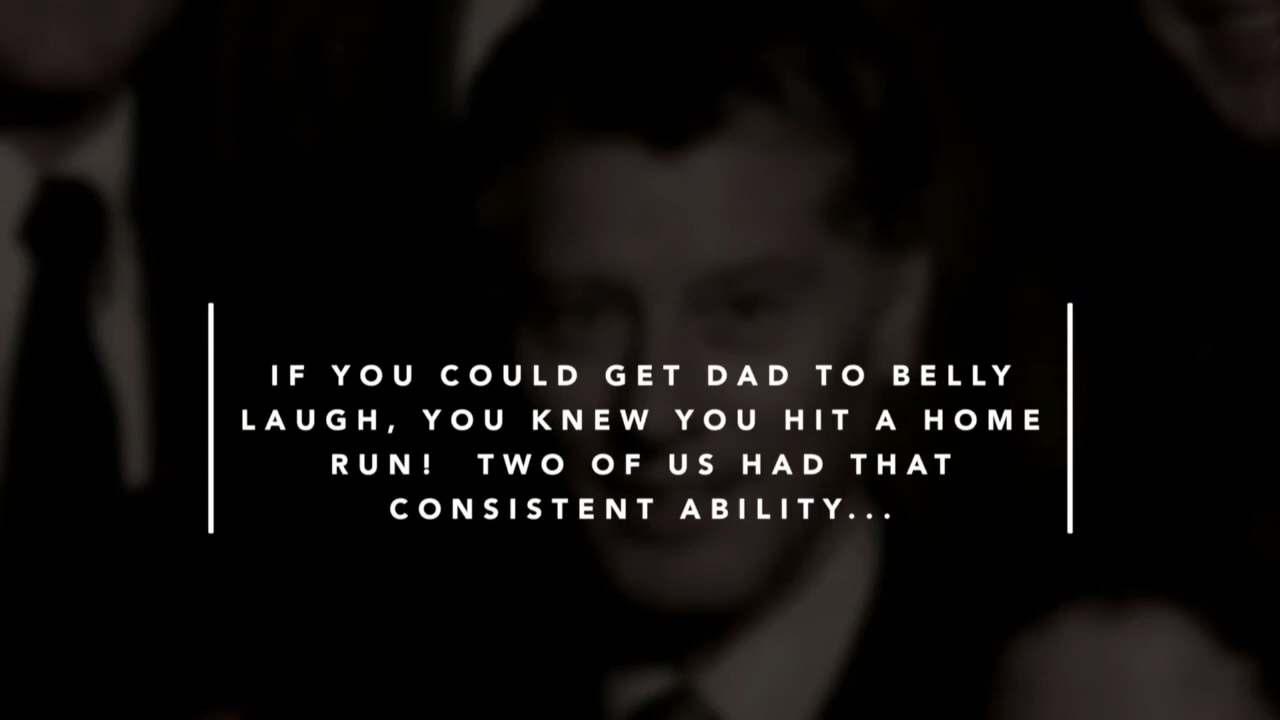 IF YOU COULD GET DAD TO BELLY
LAUGH, YOU KNEW YOU HIT A HOME
RUN!  TWO OF US HAD THAT
CONSISTENT ABILITY...